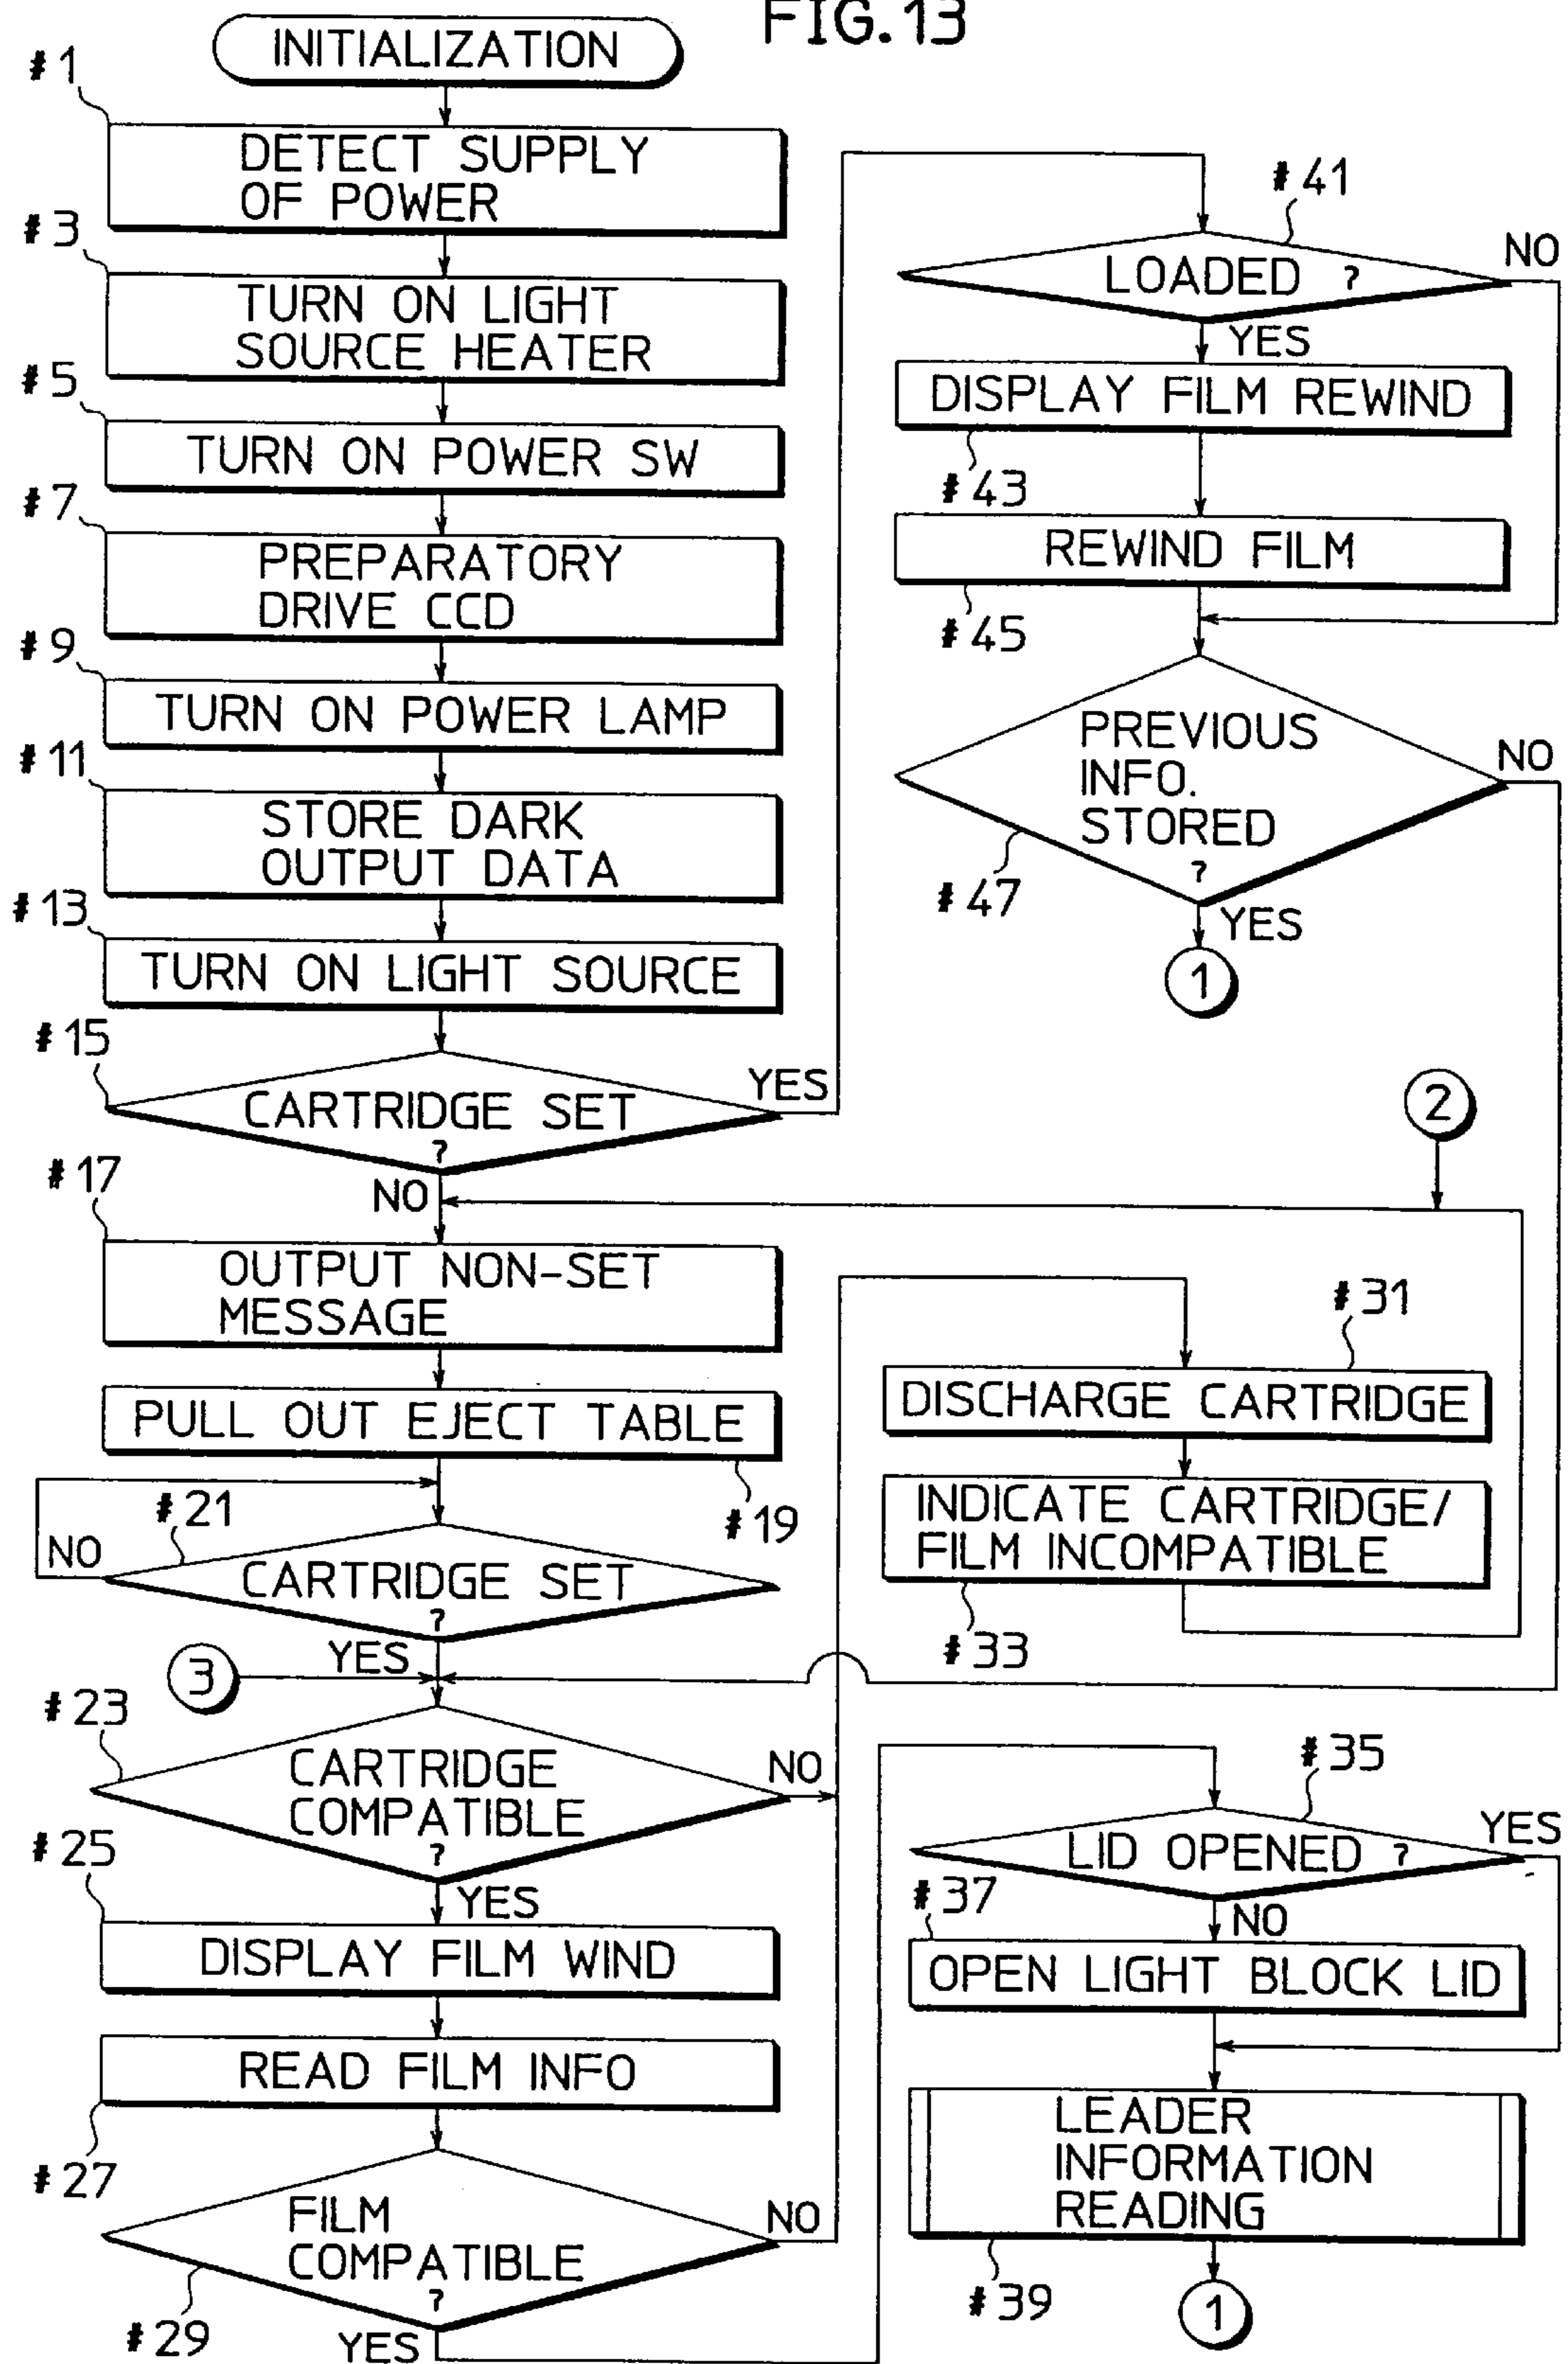 FIG.13
INITIALIZATION
#1
DETECT SUPPLY
OF POWER
#3
TURN ON LIGHT
SOURCE HEATER
#5
TURN ON POWER SW
#7
PREPARATORY
DRIVE CCD
#9
TURN ON POWER LAMP
#11
STORE DARK
OUTPUT DATA
#13
TURN ON LIGHT SOURCE
#15
CARTRIDGE SET
?
YES
NO
#17
OUTPUT NON-SET
MESSAGE
PULL OUT EJECT TABLE
#19
#21
NO
CARTRIDGE SET
?
YES
3
#23
CARTRIDGE
COMPATIBLE
?
NO
YES
#25
DISPLAY FILM WIND
READ FILM INFO
#27
FILM
COMPATIBLE
?
NO
#29
YES
#41
LOADED ?
NO
YES
DISPLAY FILM REWIND
#43
REWIND FILM
#45
PREVIOUS
INFO.
STORED
?
NO
#47
YES
1
2
#31
DISCHARGE CARTRIDGE
INDICATE CARTRIDGE/
FILM INCOMPATIBLE
#33
#35
LID OPENED ?
YES
#37
NO
OPEN LIGHT BLOCK LID
LEADER
INFORMATION
READING
#39
1